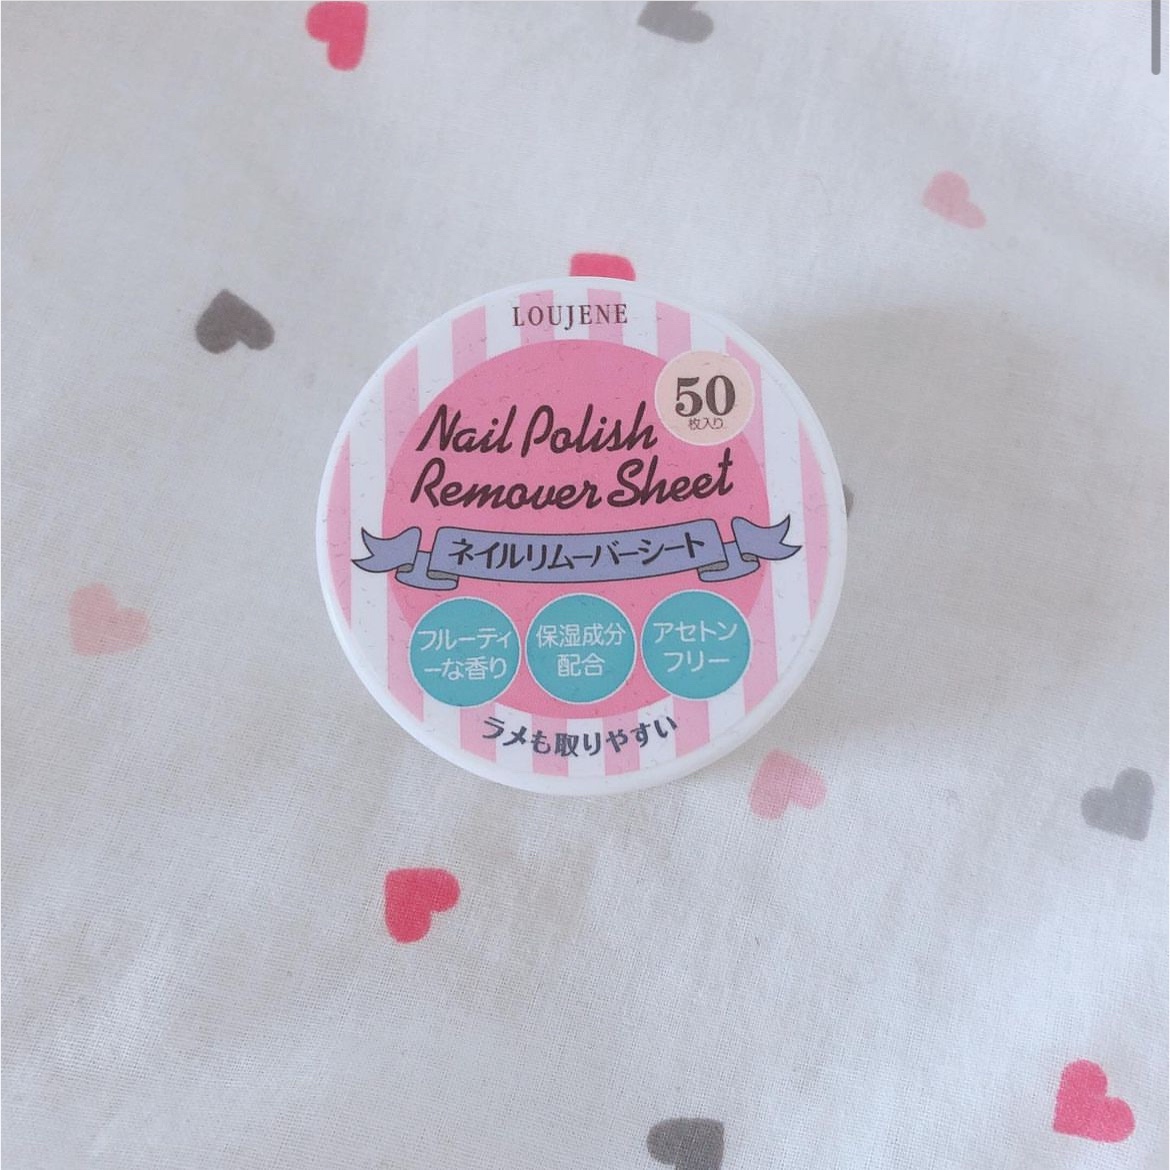 LOUJENE
50
枚入り
Nail Polish
Remover Sheet
ネイルリムーバーシート
フルーティ
ーな香り
保湿成分
配合
アセトン
フリー
ラメも取りやすい